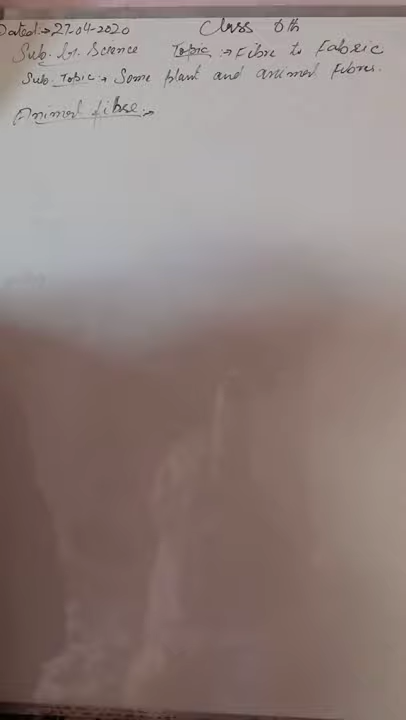 Dated:→27-04-2020 Class 6th
Sub. Gr. Science Topic :→ Fibre to Fabric
Sub. Topic:→ Some plant and animal Fibres.
Animal fibre:→